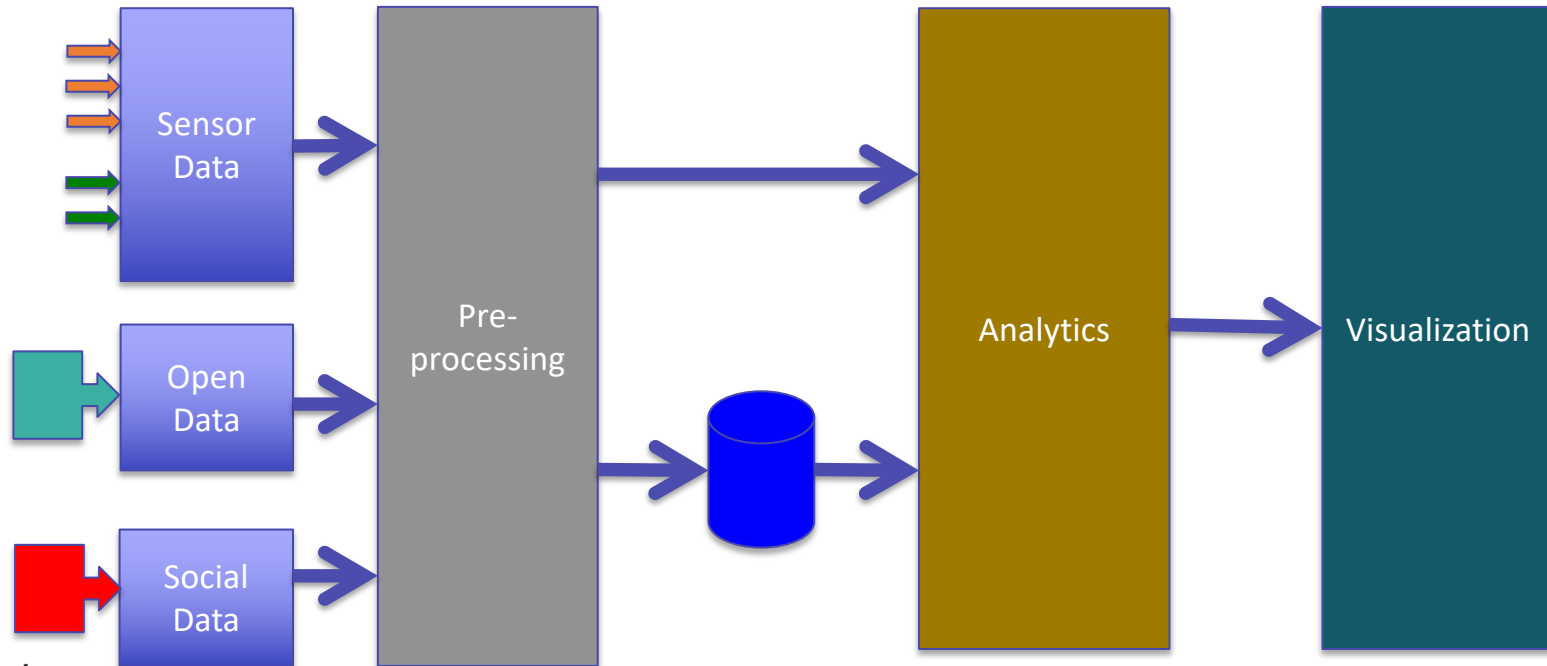 Sensor
Data
Open
Data
Social
Data
Pre-
processing
Analytics
Visualization